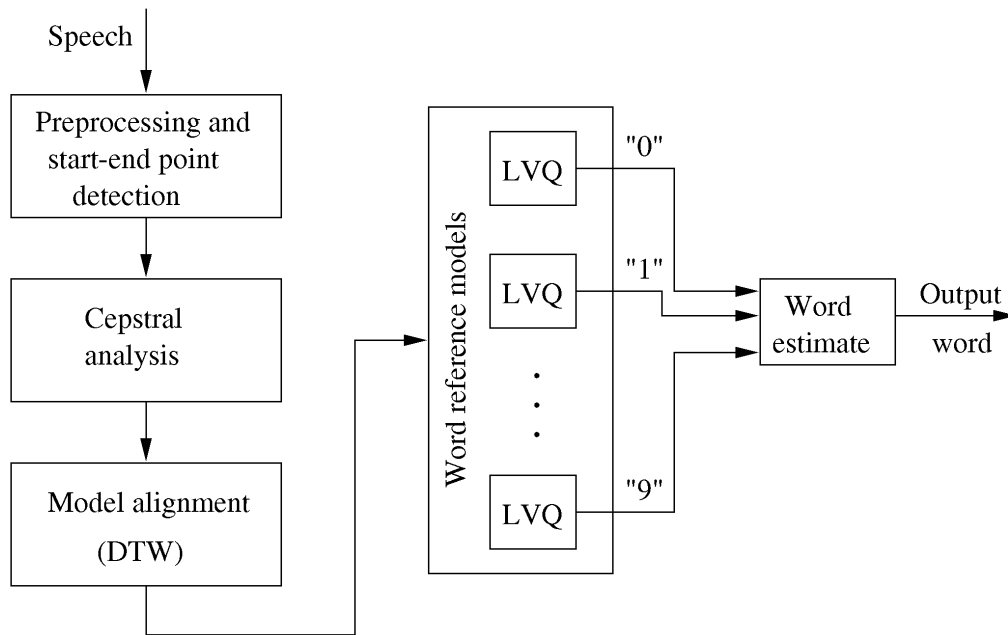 Speech
Preprocessing and
start-end point
detection
Cepstral
analysis
Model alignment
(DTW)
Word reference models
LVQ
"0"
LVQ
"1"
LVQ
"9"
Word
estimate
Output
word